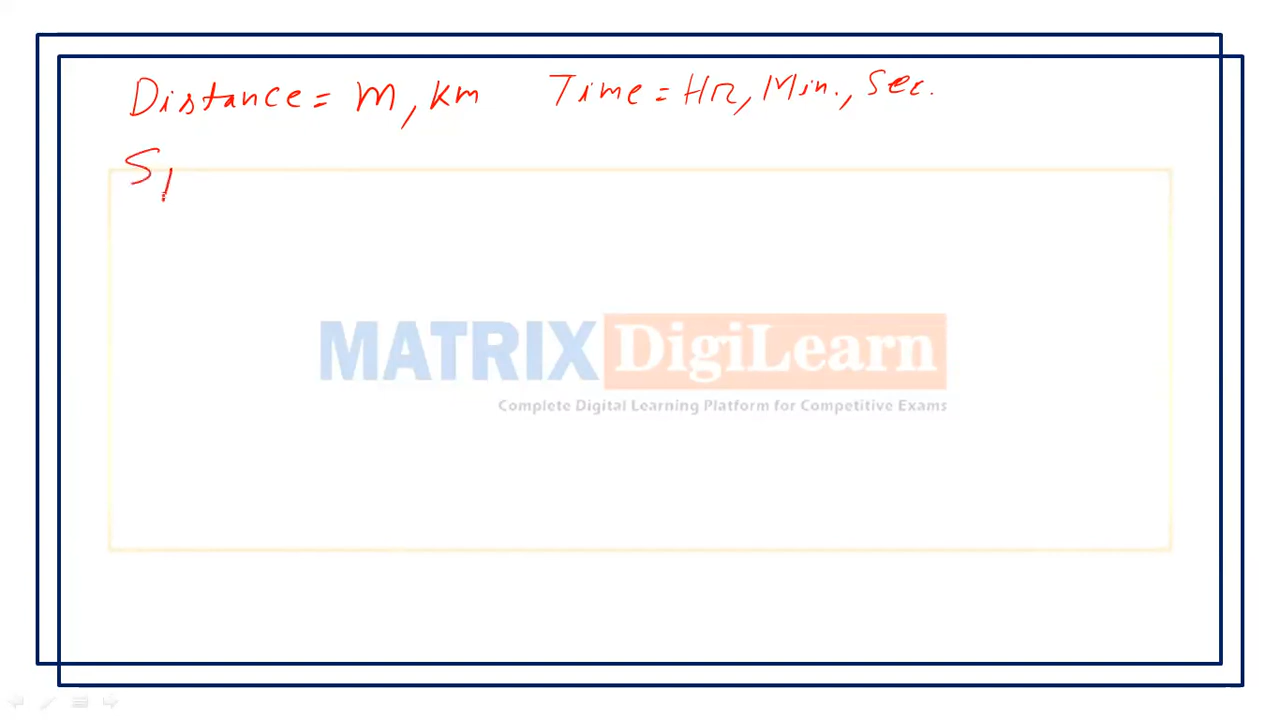 Distance = m, km Time = Hr, Min., Sec.
S
MATRIX DigiLearn
Complete Digital Learning Platform for Competitive Exams